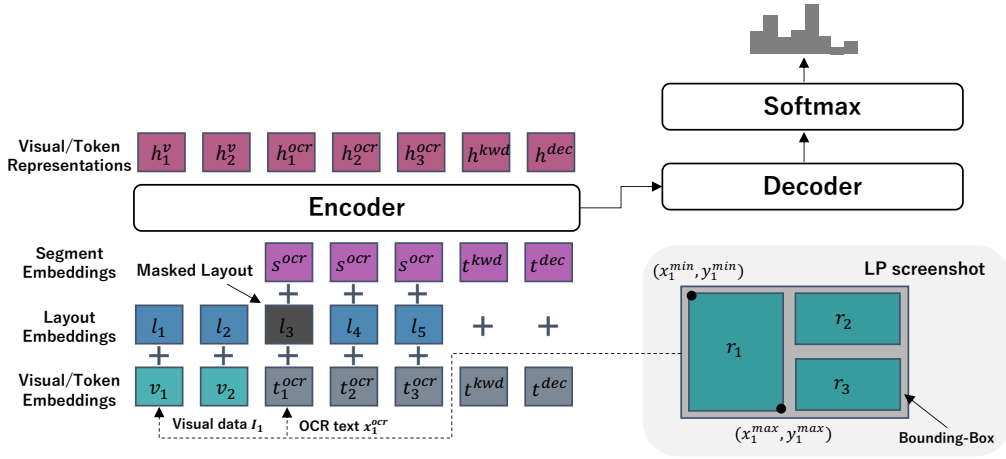 Softmax
Visual/Token
Representations
h_1^v h_2^v h_1^{ocr} h_2^{ocr} h_3^{ocr} h^{kwd} h^{dec}
Encoder
Decoder
Segment
Embeddings
s^{ocr} s^{ocr} s^{ocr} t^{kwd} t^{dec}
Masked Layout
+ + + 
Layout
Embeddings
l_1 l_2 l_3 l_4 l_5 + +
+ + + + +
Visual/Token
Embeddings
v_1 v_2 t_1^{ocr} t_2^{ocr} t_3^{ocr} t^{kwd} t^{dec}
Visual data I_1
OCR text x_1^{ocr}
LP screenshot
(x_1^{min}, y_1^{min})
r_1
r_2
r_3
(x_1^{max}, y_1^{max})
Bounding-Box